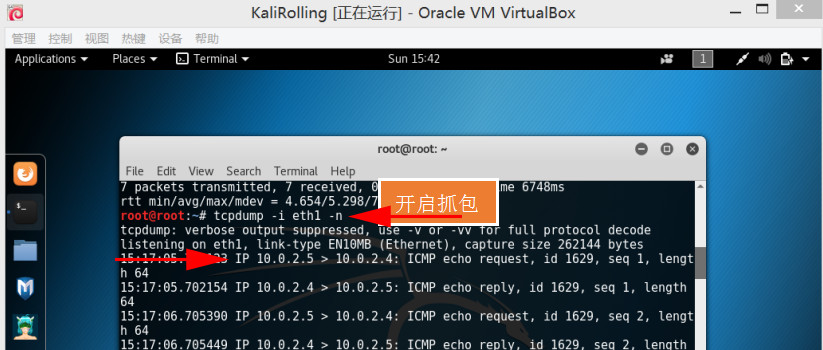 KaliRolling [正在运行] - Oracle VM VirtualBox
管理 控制 视图 热键 设备 帮助
Applications Places Terminal Sun 15:42 1
root@root: ~
File Edit View Search Terminal Help
7 packets transmitted, 7 received, 0 me 6748ms
rtt min/avg/max/mdev = 4.654/5.298/7
开启抓包
root@root:~# tcpdump -i eth1 -n
tcpdump: verbose output suppressed, use -v or -vv for full protocol decode
listening on eth1, link-type EN10MB (Ethernet), capture size 262144 bytes
15:17:05. IP 10.0.2.5 > 10.0.2.4: ICMP echo request, id 1629, seq 1, lengt
h 64
15:17:05.702154 IP 10.0.2.4 > 10.0.2.5: ICMP echo reply, id 1629, seq 1, length
64
15:17:06.705390 IP 10.0.2.5 > 10.0.2.4: ICMP echo request, id 1629, seq 2, lengt
h 64
15:17:06.705449 IP 10.0.2.4 > 10.0.2.5: ICMP echo reply, id 1629, seq 2, length